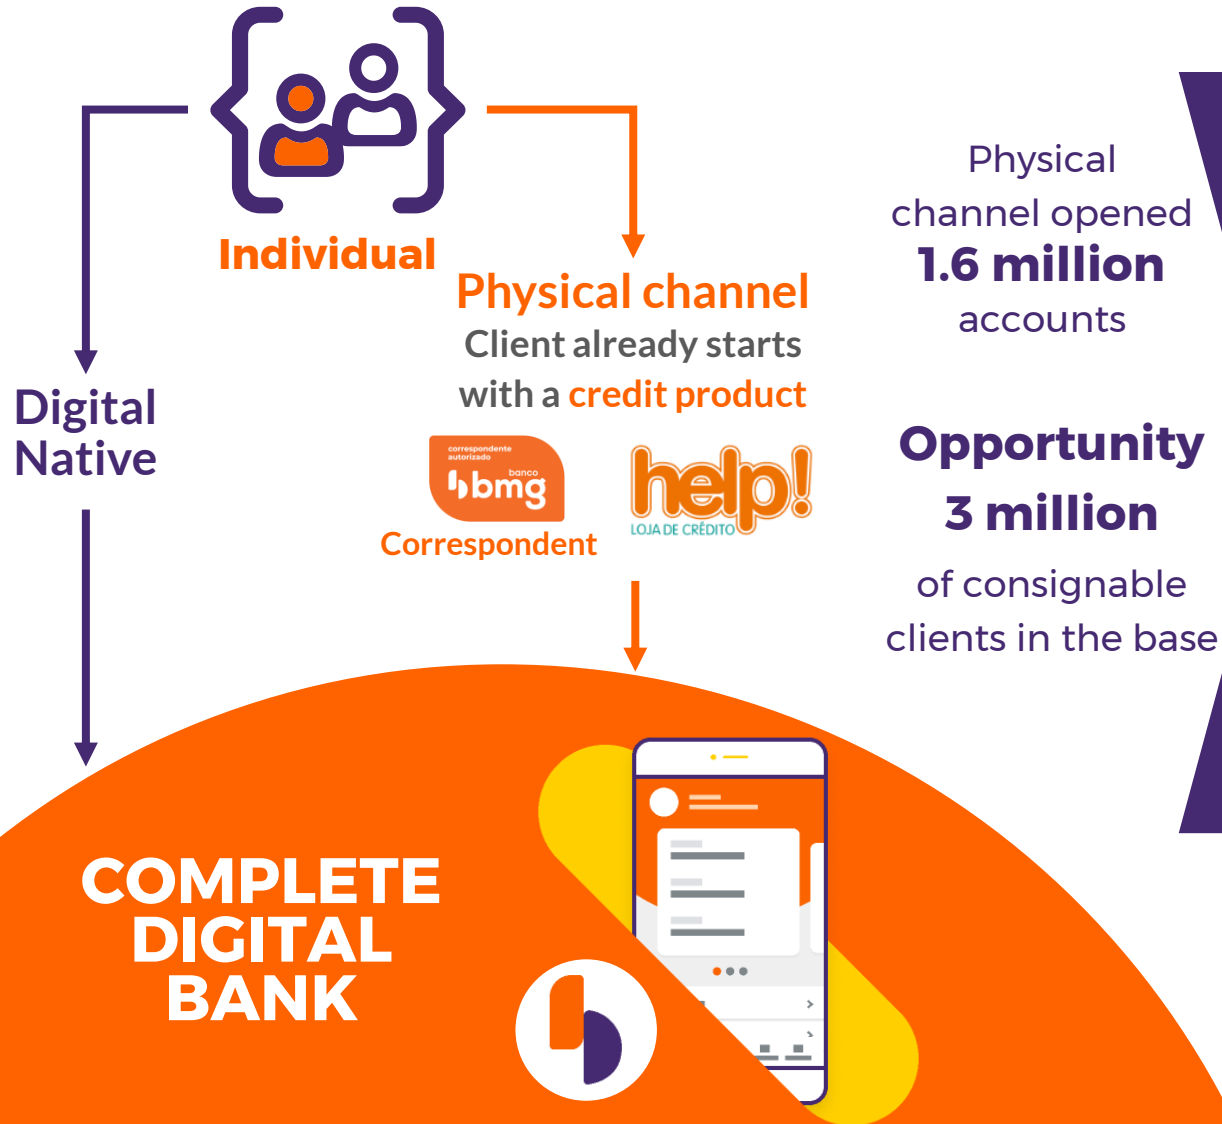 Individual
Physical channel
Client already starts
with a credit product
correspondente
autorizado
banco
bmg
Correspondent
help!
LOJA DE CRÉDITO
Digital
Native
Physical
channel opened
1.6 million
accounts
Opportunity
3 million
of consignable
clients in the base
COMPLETE
DIGITAL
BANK